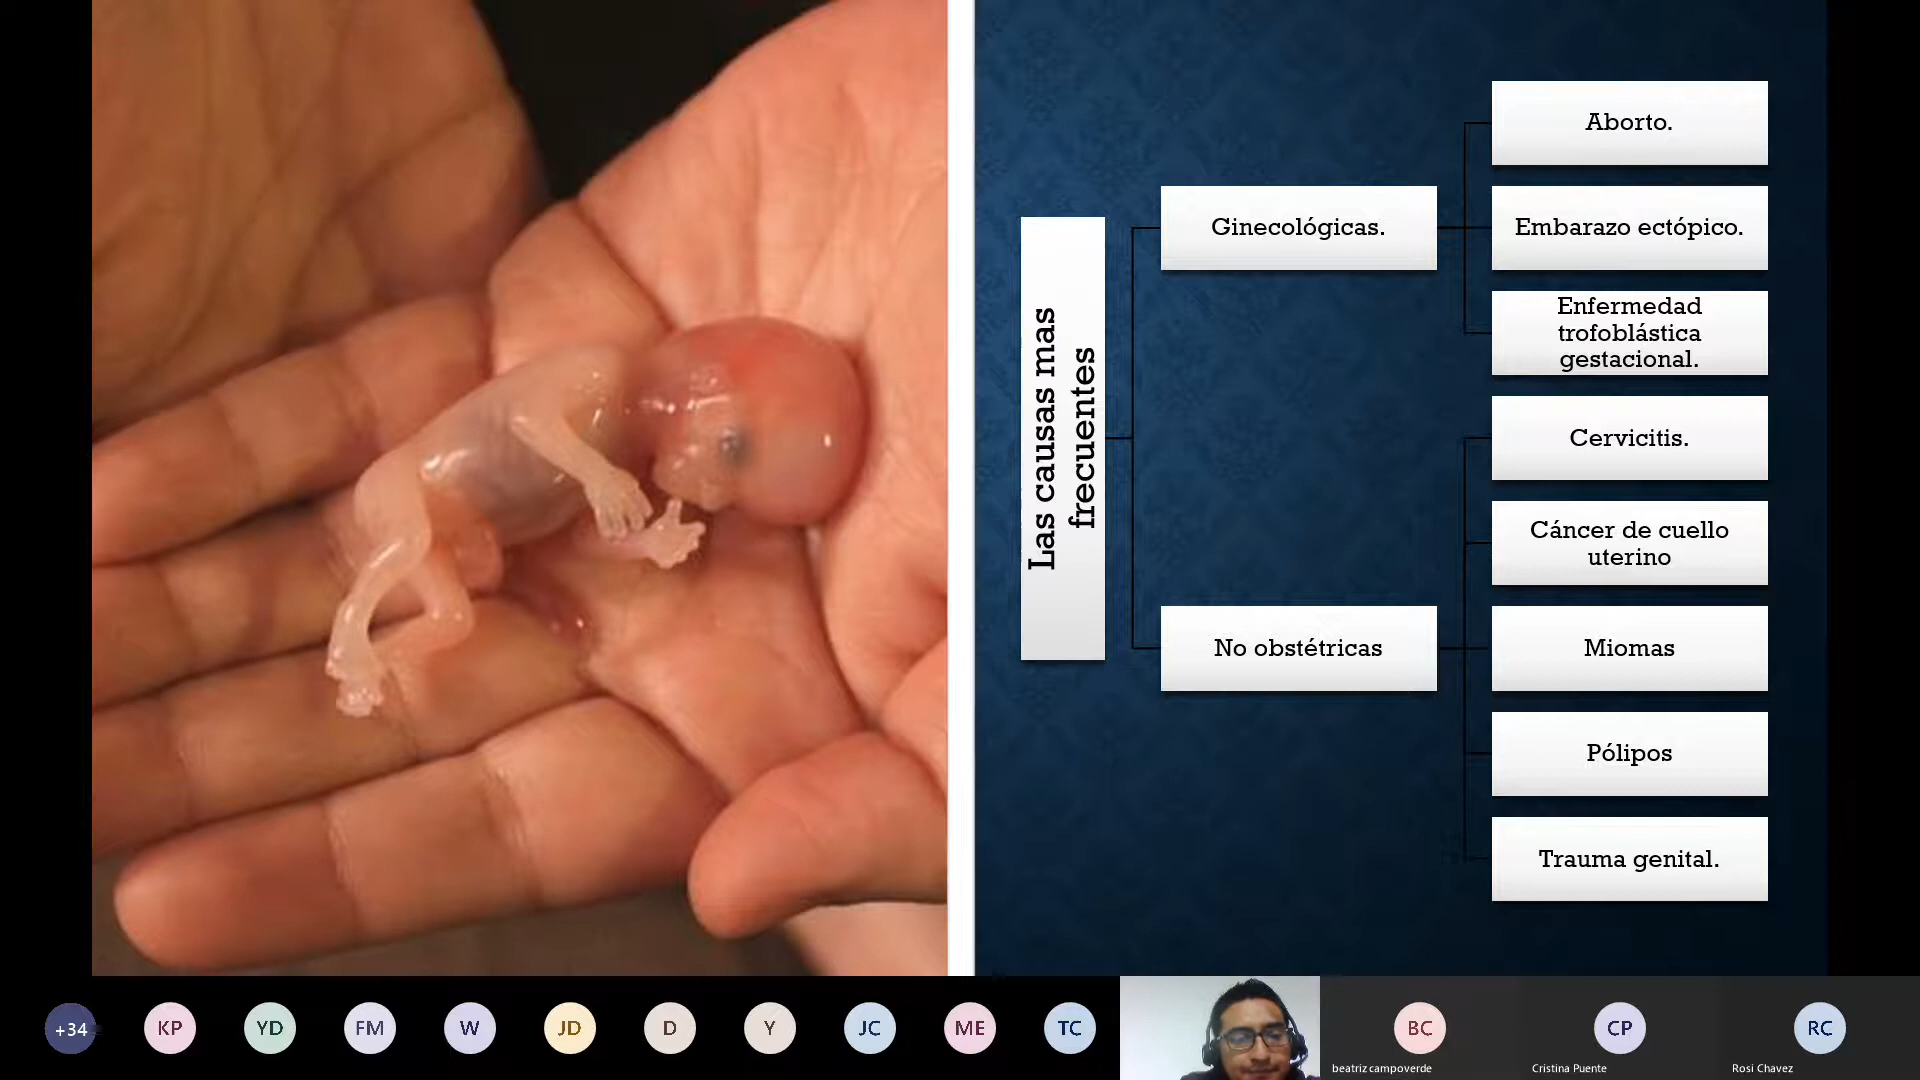 Las causas mas
frecuentes
Ginecológicas.
Aborto.
Embarazo ectópico.
Enfermedad
trofoblástica
gestacional.
No obstétricas
Cervicitis.
Cáncer de cuello
uterino
Miomas
Pólipos
Trauma genital.
+34
KP
YD
FM
W
JD
D
Y
JC
ME
TC
BC
beatriz campoverde
CP
Cristina Puente
RC
Rosi Chavez